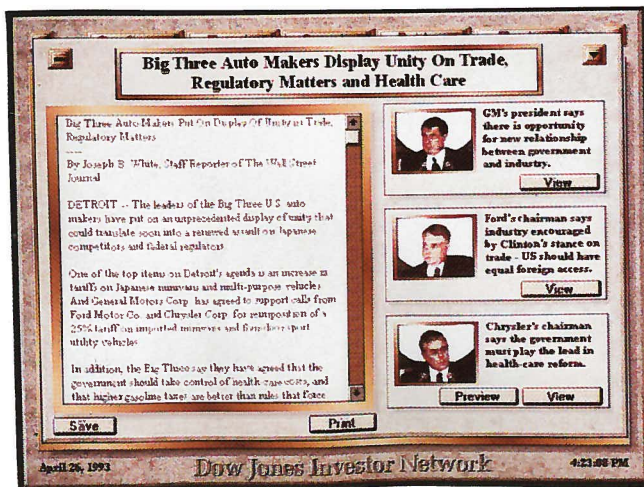 Big Three Auto Makers Display Unity On Trade,
Regulatory Matters and Health Care
Big Three Auto Makers Put On Display Of Unity in Trade,
Regulatory Matters
----
By Joseph B. White, Staff Reporter of The Wall Street
Journal
DETROIT -- The leaders of the Big Three U.S. auto
makers have put on an unprecedented display of unity that
could translate soon into a renewed assault on Japanese
competitors and federal regulators.
One of the top items on Detroit's agenda is an increase in
tariffs on Japanese minivans and multi-purpose vehicles.
And General Motors Corp. has agreed to support calls from
Ford Motor Co. and Chrysler Corp. for reimposition of a
25% tariff on imported minivans and four-door sport
utility vehicles.
In addition, the Big Three say they have agreed that the
government should take control of health-care costs, and
that higher gasoline taxes are better than rules that force
Save
Print
GM's president says
there is opportunity
for new relationship
between government
and industry.
View
Ford's chairman says
industry encouraged
by Clinton's stance on
trade - US should have
equal foreign access.
View
Chrysler's chairman
says the government
must play the lead in
health-care reform.
Preview
View
April 26, 1993
Dow Jones Investor Network
4:23:08 PM